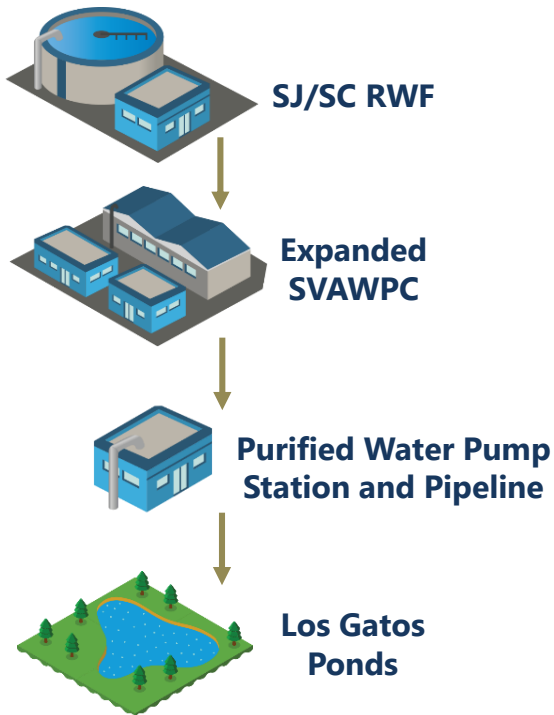 SJ/SC RWF
Expanded
SVAWPC
Purified Water Pump
Station and Pipeline
Los Gatos
Ponds